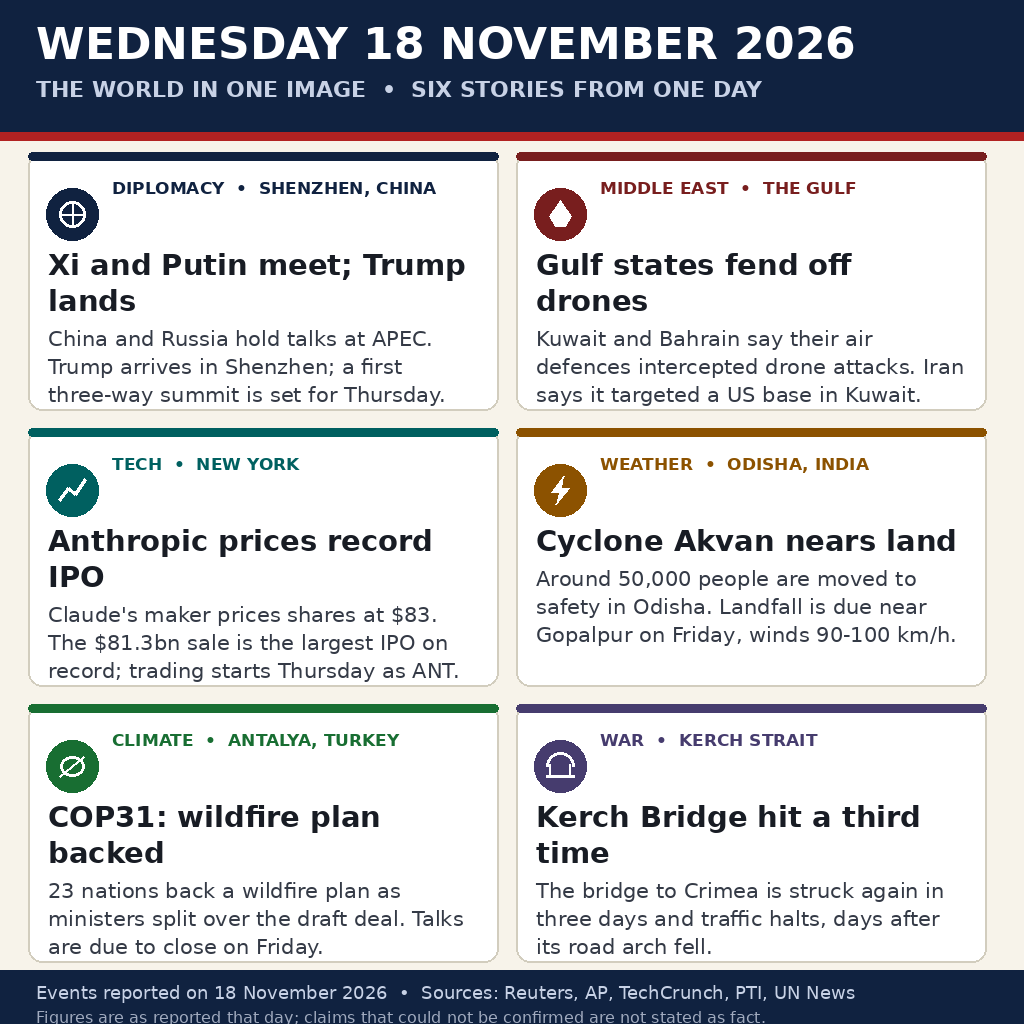 WEDNESDAY 18 NOVEMBER 2026
THE WORLD IN ONE IMAGE • SIX STORIES FROM ONE DAY
DIPLOMACY • SHENZHEN, CHINA
Xi and Putin meet; Trump
lands
China and Russia hold talks at APEC.
Trump arrives in Shenzhen; a first
three-way summit is set for Thursday.
MIDDLE EAST • THE GULF
Gulf states fend off
drones
Kuwait and Bahrain say their air
defences intercepted drone attacks. Iran
says it targeted a US base in Kuwait.
TECH • NEW YORK
Anthropic prices record
IPO
Claude's maker prices shares at $83.
The $81.3bn sale is the largest IPO on
record; trading starts Thursday as ANT.
WEATHER • ODISHA, INDIA
Cyclone Akvan nears land
Around 50,000 people are moved to
safety in Odisha. Landfall is due near
Gopalpur on Friday, winds 90-100 km/h.
CLIMATE • ANTALYA, TURKEY
COP31: wildfire plan
backed
23 nations back a wildfire plan as
ministers split over the draft deal. Talks
are due to close on Friday.
WAR • KERCH STRAIT
Kerch Bridge hit a third
time
The bridge to Crimea is struck again in
three days and traffic halts, days after
its road arch fell.
Events reported on 18 November 2026 • Sources: Reuters, AP, TechCrunch, PTI, UN News
Figures are as reported that day; claims that could not be confirmed are not stated as fact.